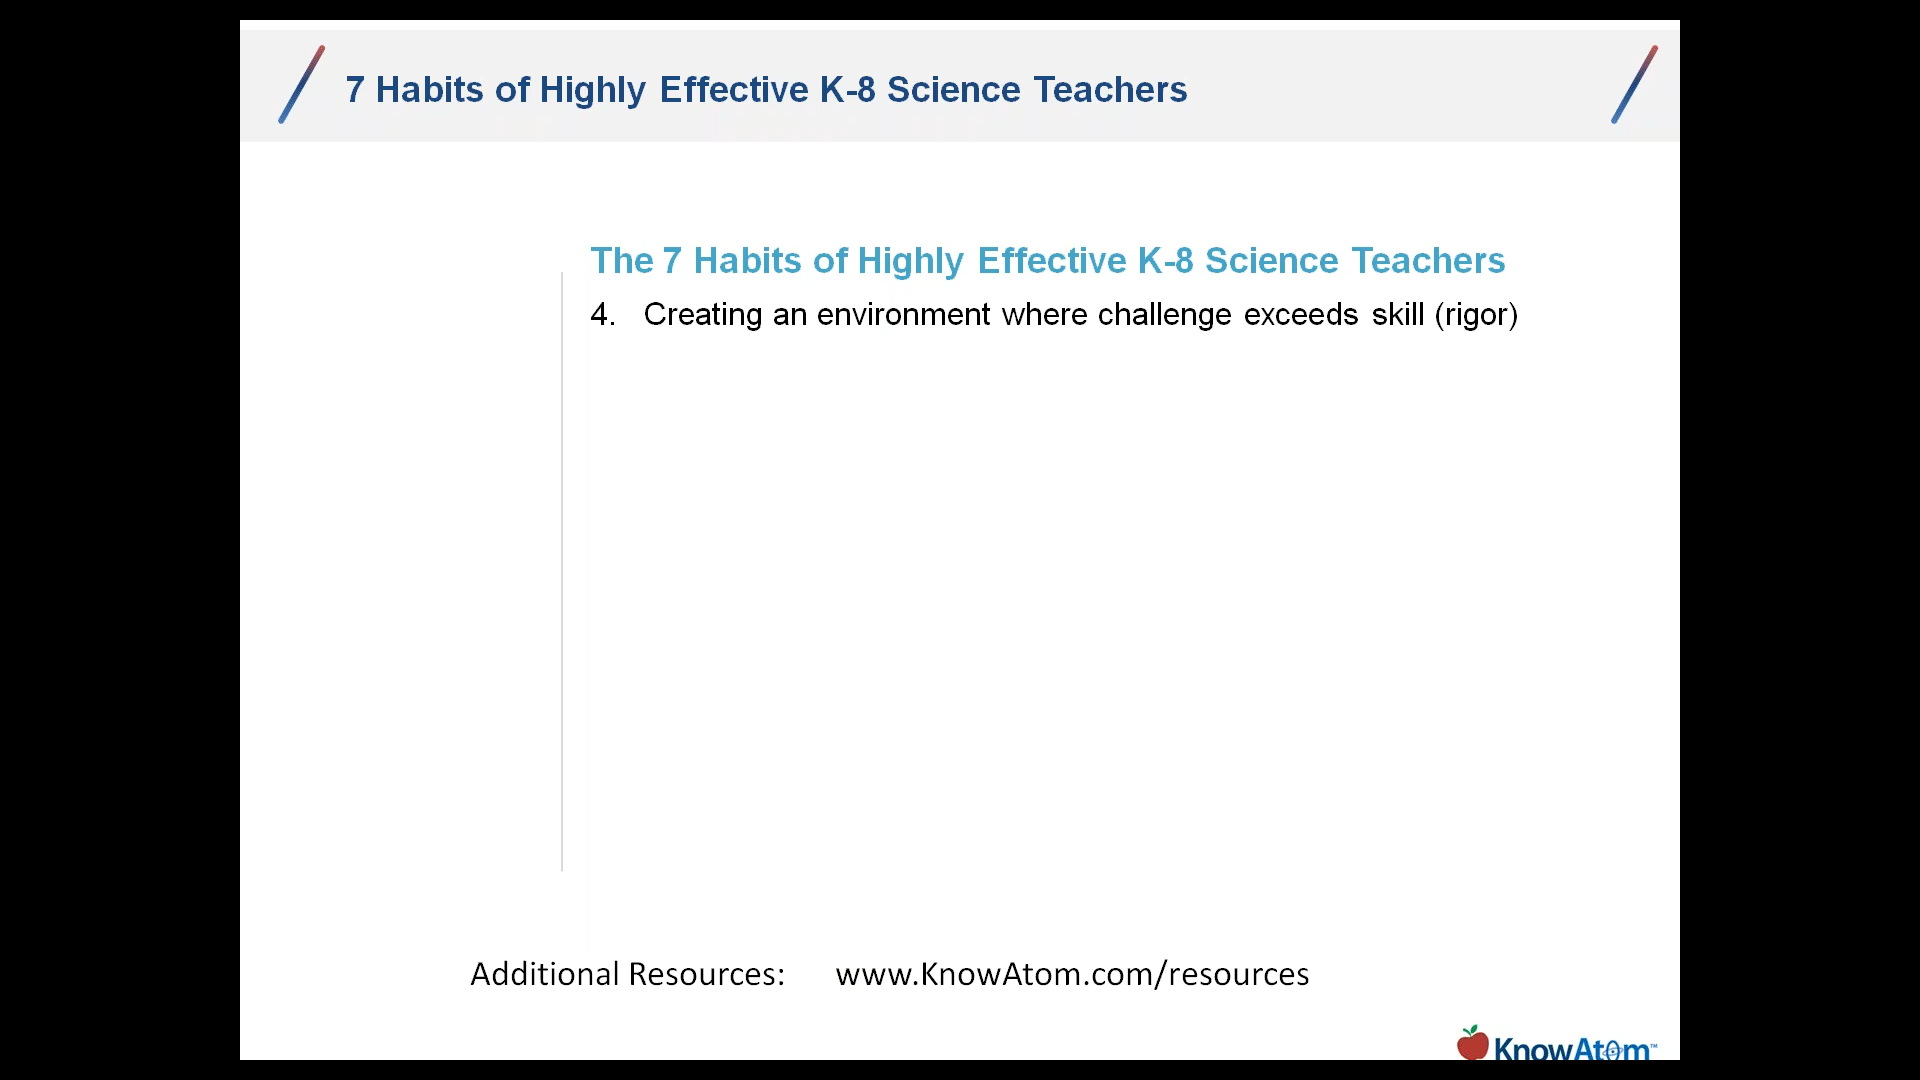 7 Habits of Highly Effective K-8 Science Teachers
The 7 Habits of Highly Effective K-8 Science Teachers
4. Creating an environment where challenge exceeds skill (rigor)
Additional Resources: www.KnowAtom.com/resources
KnowAtom™